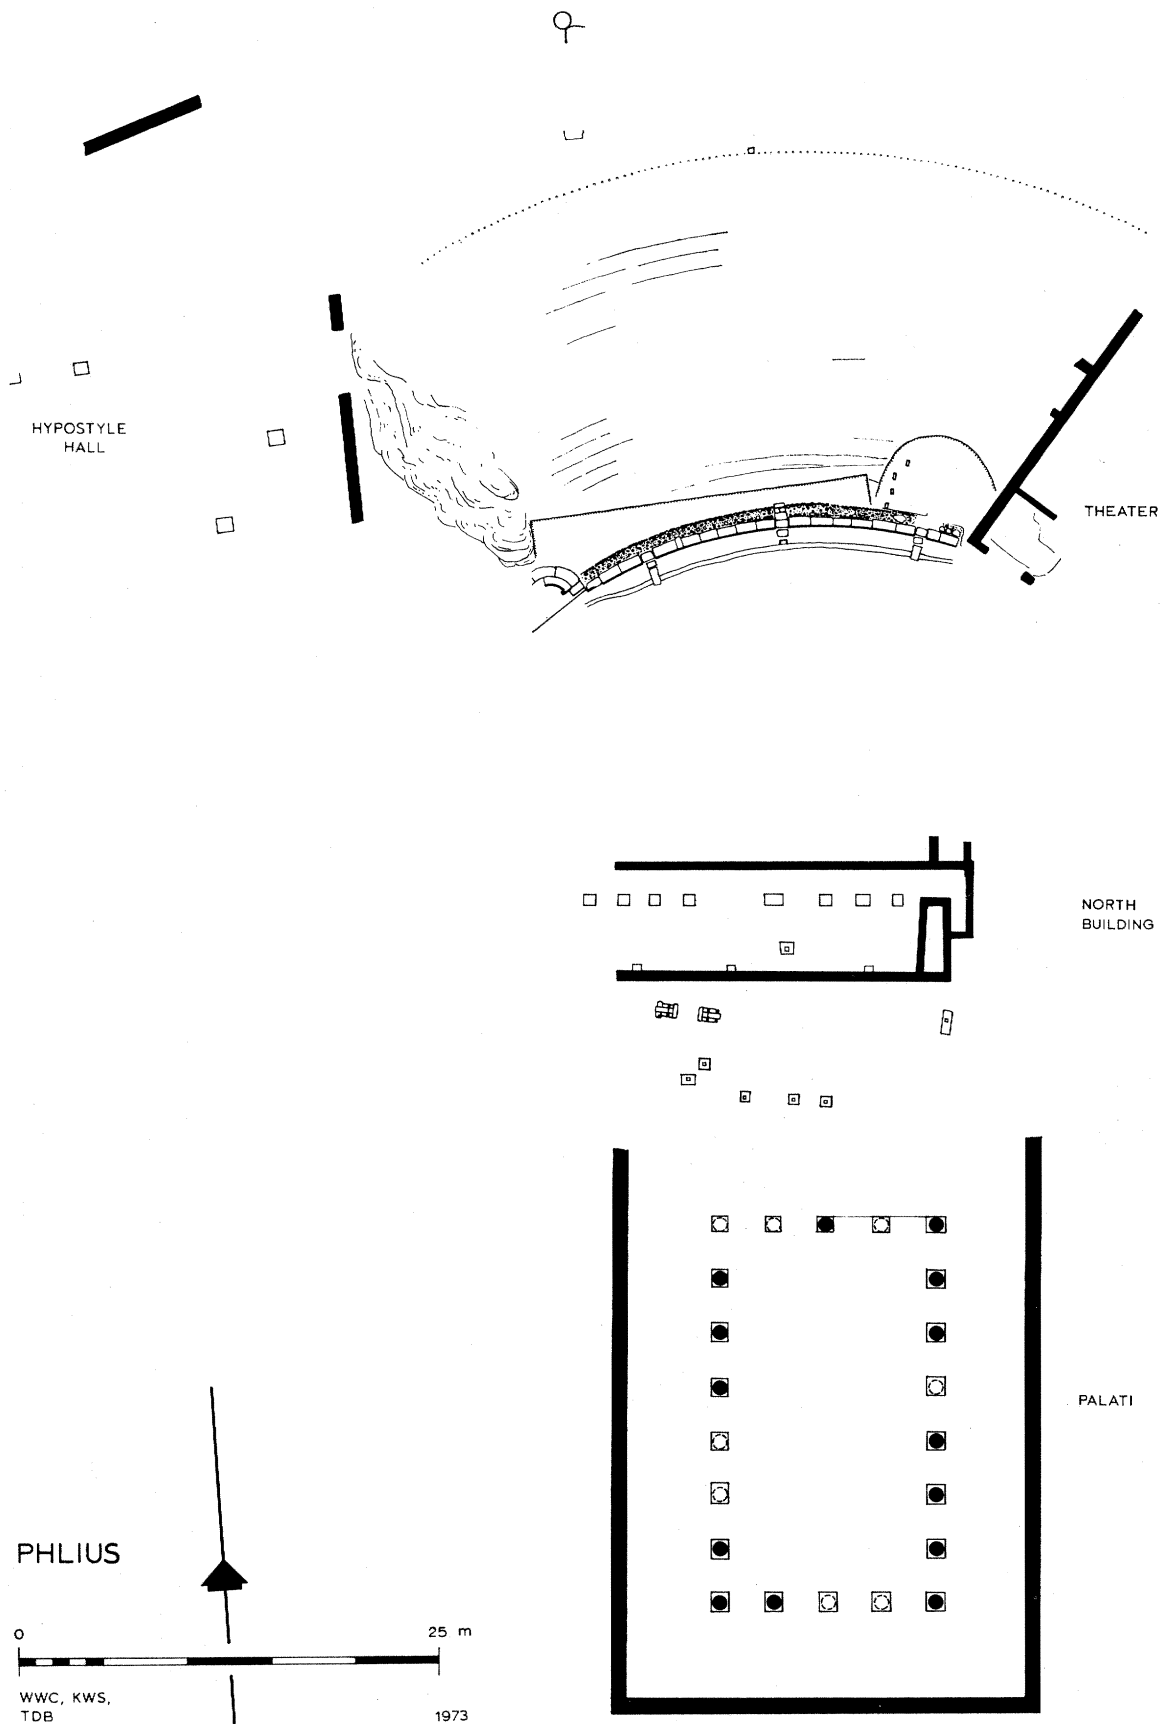 HYPOSTYLE
HALL
THEATER
NORTH
BUILDING
PALATI
PHLIUS
0 25 m
WWC, KWS,
TDB 1973